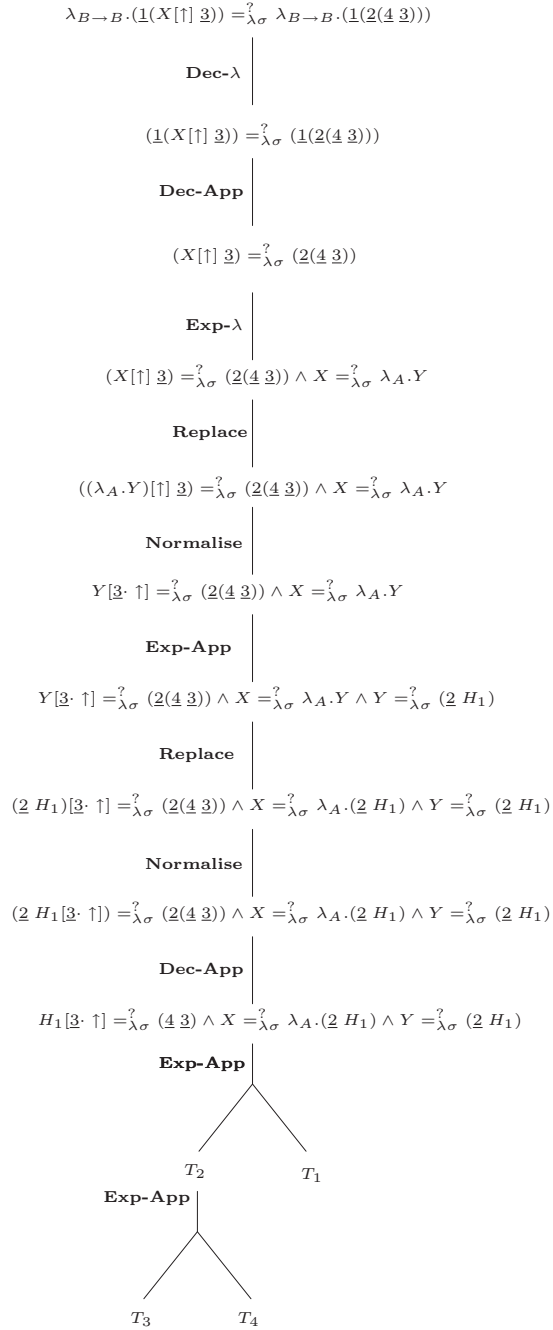 λ_{B→B}.(1̲(X[↑] 3̲)) =^?_{λσ} λ_{B→B}.(1̲(2̲(4̲ 3̲)))
Dec-λ
(1̲(X[↑] 3̲)) =^?_{λσ} (1̲(2̲(4̲ 3̲)))
Dec-App
(X[↑] 3̲) =^?_{λσ} (2̲(4̲ 3̲))
Exp-λ
(X[↑] 3̲) =^?_{λσ} (2̲(4̲ 3̲)) ∧ X =^?_{λσ} λ_A.Y
Replace
((λ_A.Y)[↑] 3̲) =^?_{λσ} (2̲(4̲ 3̲)) ∧ X =^?_{λσ} λ_A.Y
Normalise
Y[3̲· ↑] =^?_{λσ} (2̲(4̲ 3̲)) ∧ X =^?_{λσ} λ_A.Y
Exp-App
Y[3̲· ↑] =^?_{λσ} (2̲(4̲ 3̲)) ∧ X =^?_{λσ} λ_A.Y ∧ Y =^?_{λσ} (2̲ H_1)
Replace
(2̲ H_1)[3̲· ↑] =^?_{λσ} (2̲(4̲ 3̲)) ∧ X =^?_{λσ} λ_A.(2̲ H_1) ∧ Y =^?_{λσ} (2̲ H_1)
Normalise
(2̲ H_1[3̲· ↑]) =^?_{λσ} (2̲(4̲ 3̲)) ∧ X =^?_{λσ} λ_A.(2̲ H_1) ∧ Y =^?_{λσ} (2̲ H_1)
Dec-App
H_1[3̲· ↑] =^?_{λσ} (4̲ 3̲) ∧ X =^?_{λσ} λ_A.(2̲ H_1) ∧ Y =^?_{λσ} (2̲ H_1)
Exp-App
T_2 T_1
Exp-App
T_3 T_4